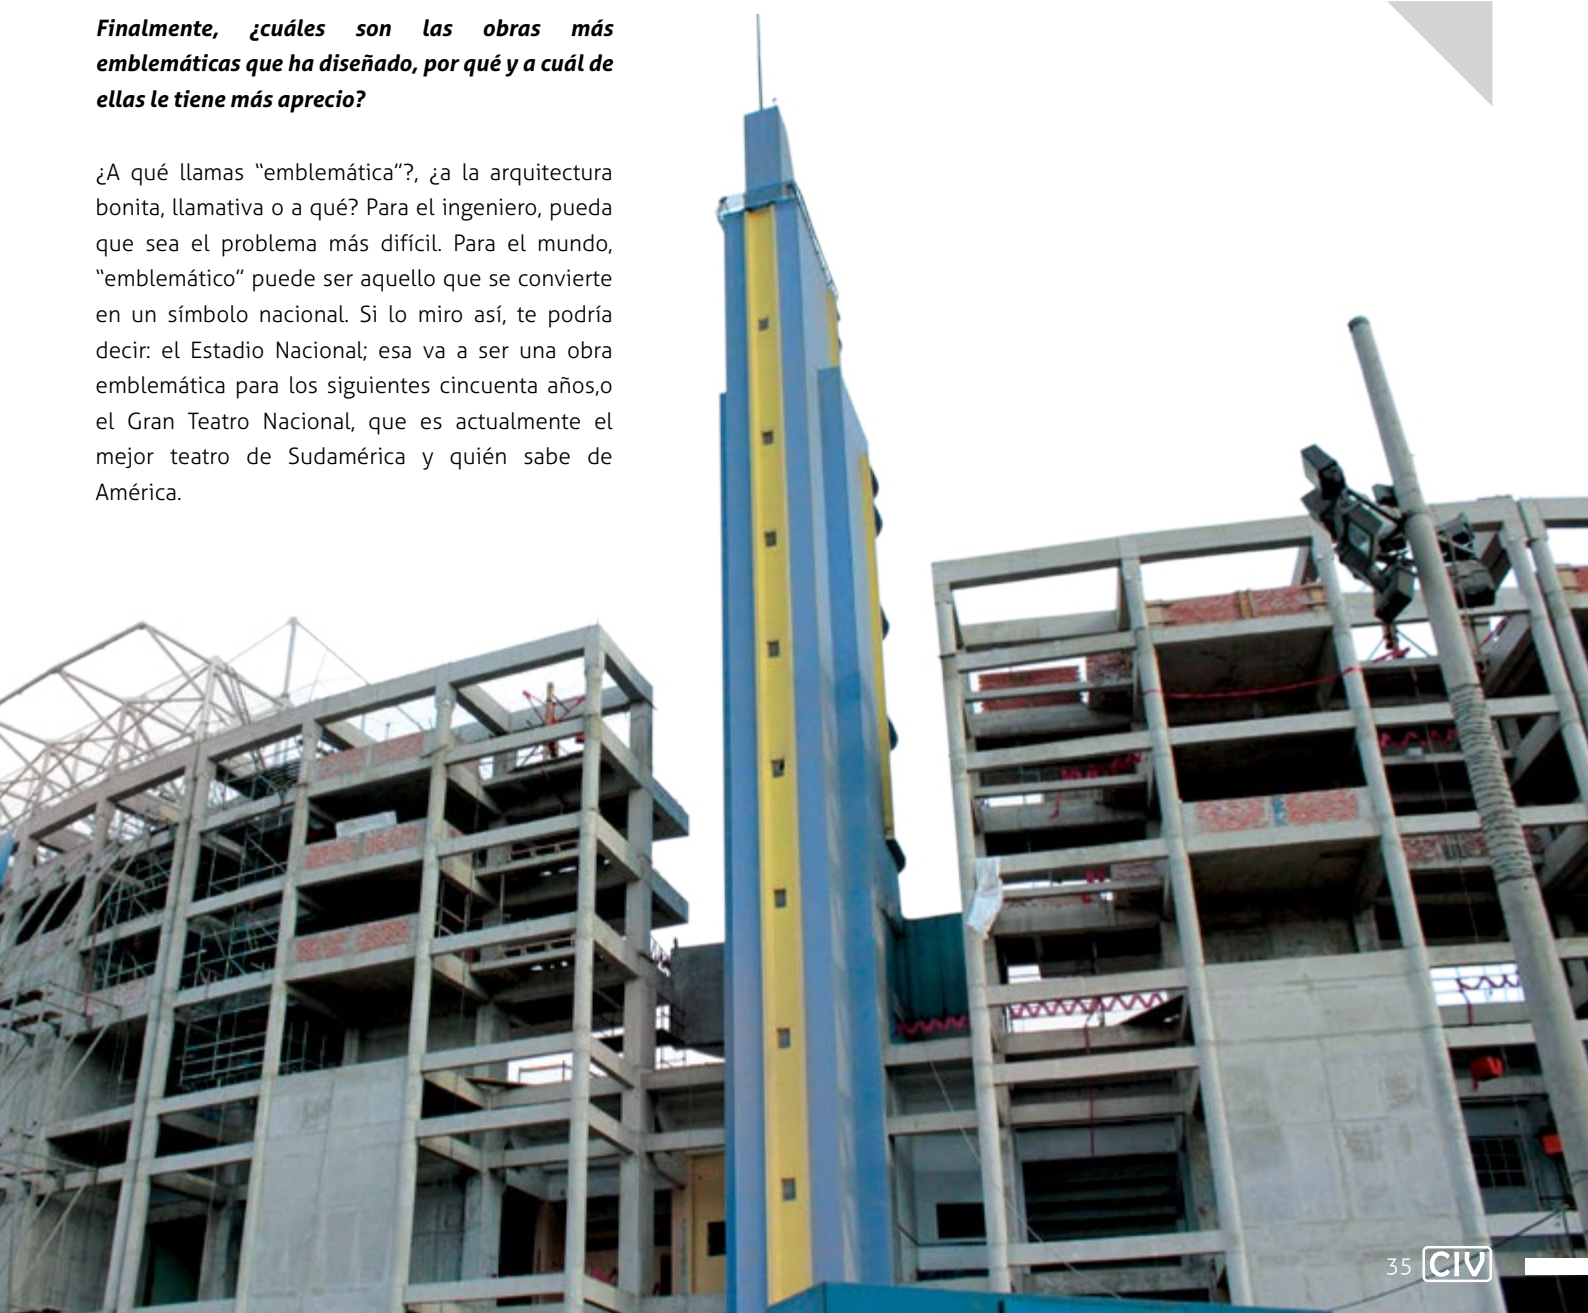 Finalmente, ¿cuáles son las obras más
emblemáticas que ha diseñado, por qué y a cuál de
ellas le tiene más aprecio?
¿A qué llamas “emblemática”?, ¿a la arquitectura
bonita, llamativa o a qué? Para el ingeniero, pueda
que sea el problema más difícil. Para el mundo,
“emblemático” puede ser aquello que se convierte
en un símbolo nacional. Si lo miro así, te podría
decir: el Estadio Nacional; esa va a ser una obra
emblemática para los siguientes cincuenta años,o
el Gran Teatro Nacional, que es actualmente el
mejor teatro de Sudamérica y quién sabe de
América.
35 CIV